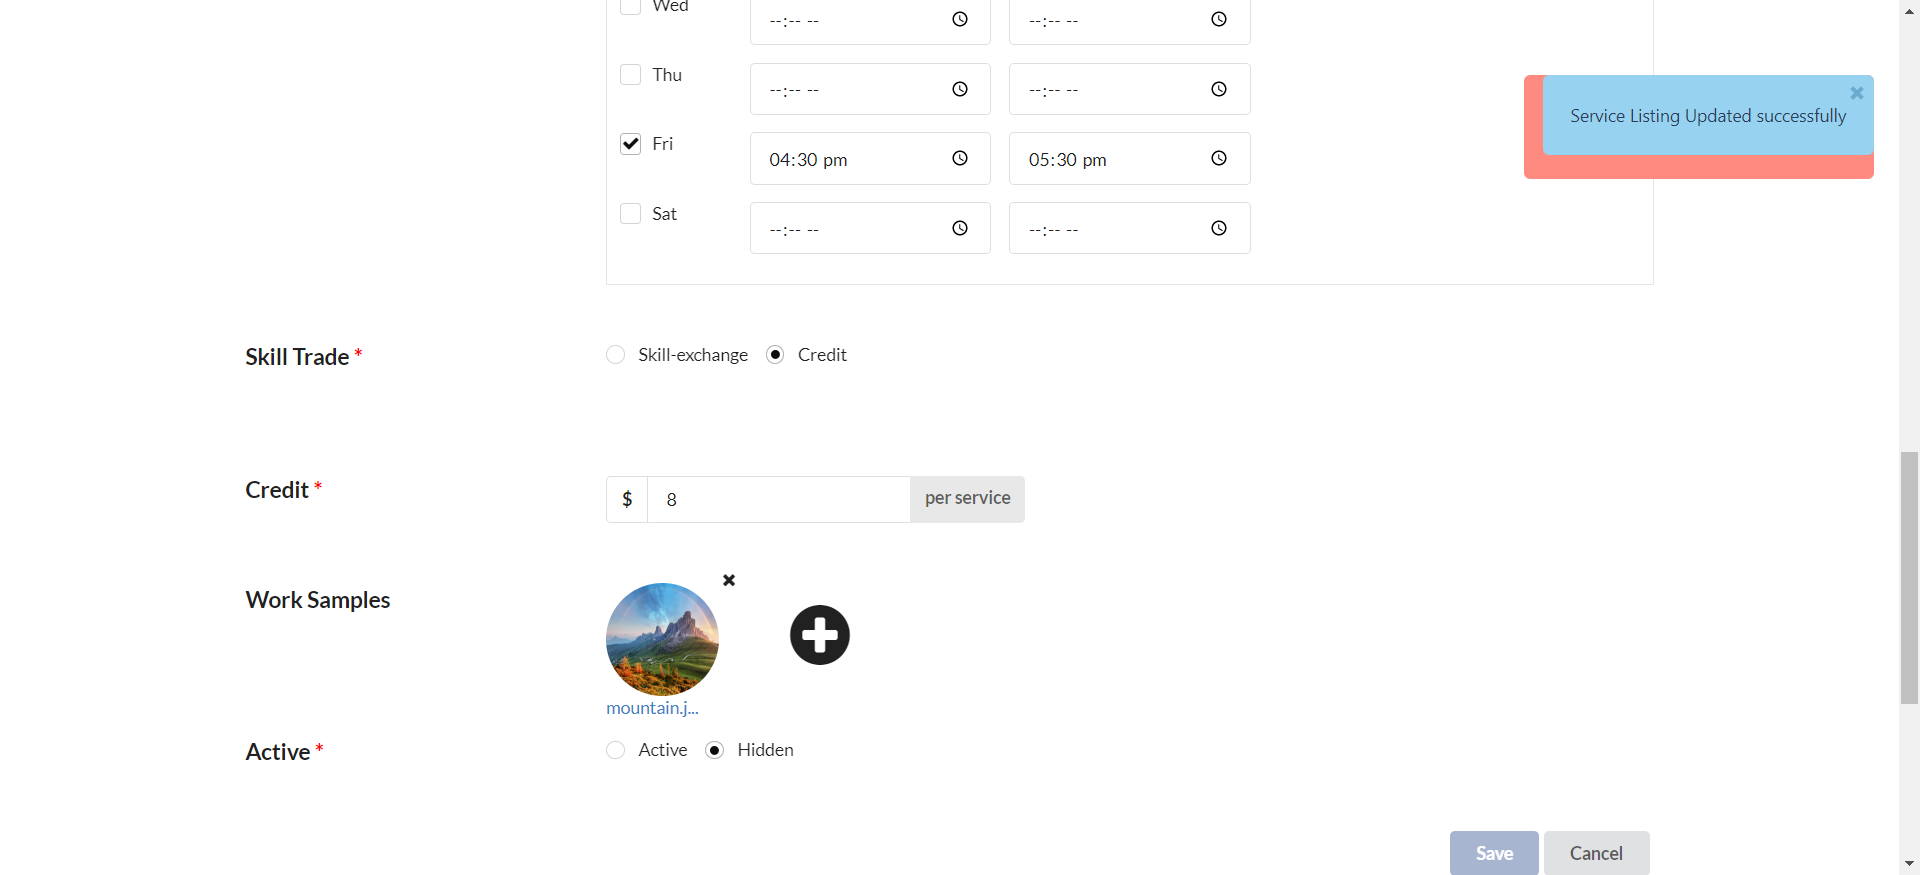 Wed
--:-- --
--:-- --
Thu
--:-- --
--:-- --
Service Listing Updated successfully
Fri
04:30 pm
05:30 pm
Sat
--:-- --
--:-- --
Skill Trade *
Skill-exchange
Credit
Credit *
$
8
per service
Work Samples
mountain.j...
Active *
Active
Hidden
Save
Cancel